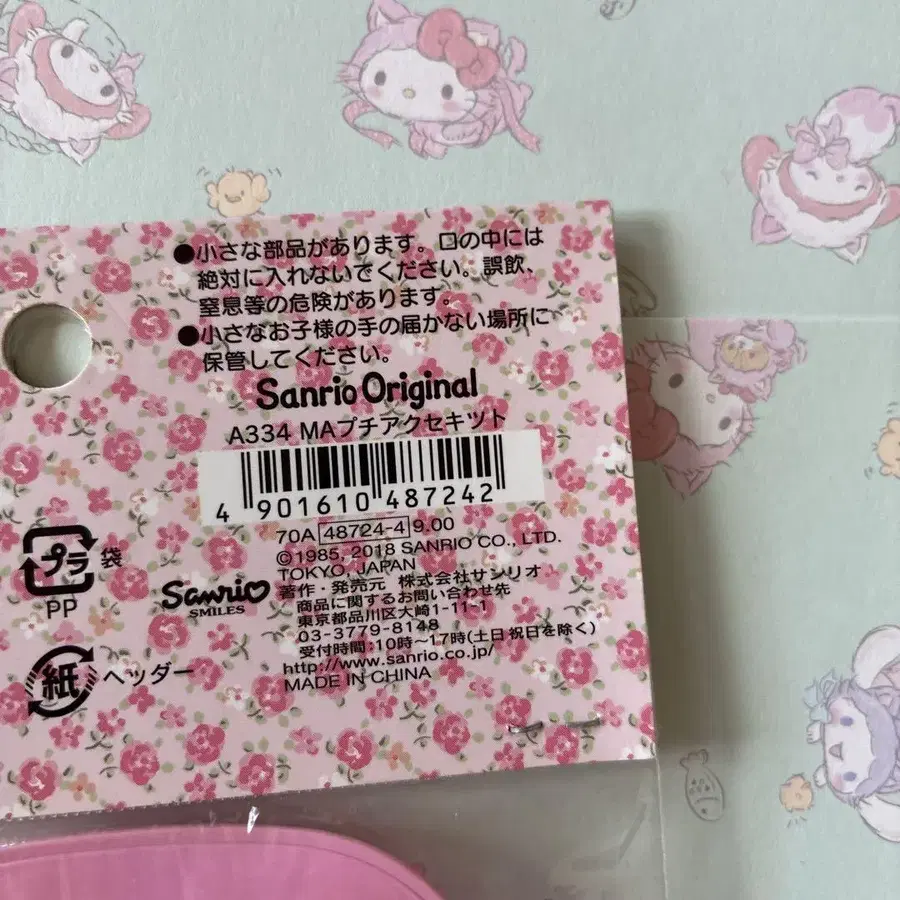 ●小さな部品があります。口の中には
絶対に入れないでください。誤飲、
窒息等の危険があります。
●小さなお子様の手の届かない場所に
保管してください。
Sanrio Original
A334 MAプチアクセキツト
4 901610 487242
70A 48724-4 9.00
©1985, 2018 SANRIO CO., LTD.
TOKYO, JAPAN
著作・発売元 株式会社サンリオ
商品に関するお問い合わせ先
東京都品川区大崎1-11-1
03-3779-8148
受付時間:10時～17時(土日祝日を除く)
http://www.sanrio.co.jp/
MADE IN CHINA
Sanrio
SMILES
プラ 袋
PP
紙 ヘッダー